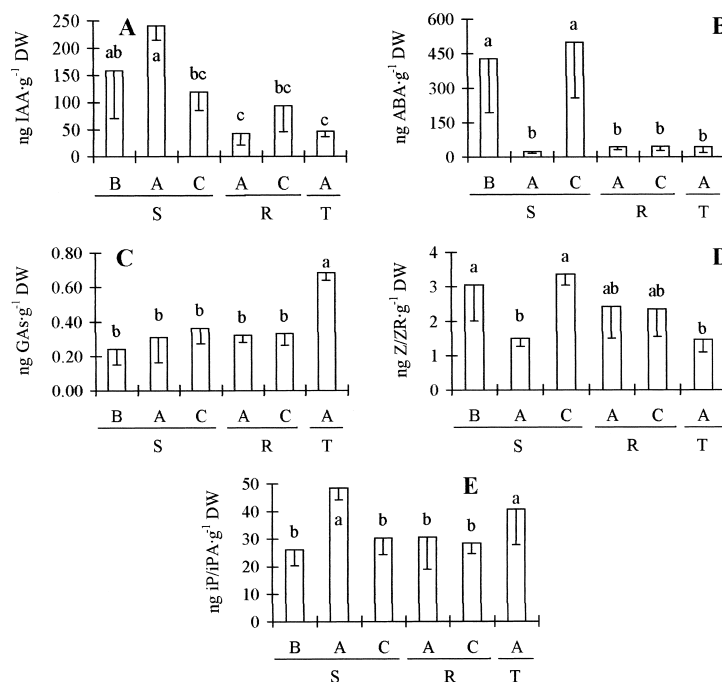 A
ng IAA·g⁻¹ DW
250
200
150
100
50
0
ab
a
bc
c
bc
c
B A C A C A
S R T
B
ng ABA·g⁻¹ DW
600
450
300
150
0
a
b
a
b
b
b
B A C A C A
S R T
C
ng GAs·g⁻¹ DW
0.80
0.60
0.40
0.20
0.00
b
b
b
b
b
a
B A C A C A
S R T
D
ng Z/ZR·g⁻¹ DW
4
3
2
1
0
a
b
a
ab
ab
b
B A C A C A
S R T
E
ng iP/iPA·g⁻¹ DW
50
40
30
20
10
0
b
a
b
b
b
a
B A C A C A
S R T